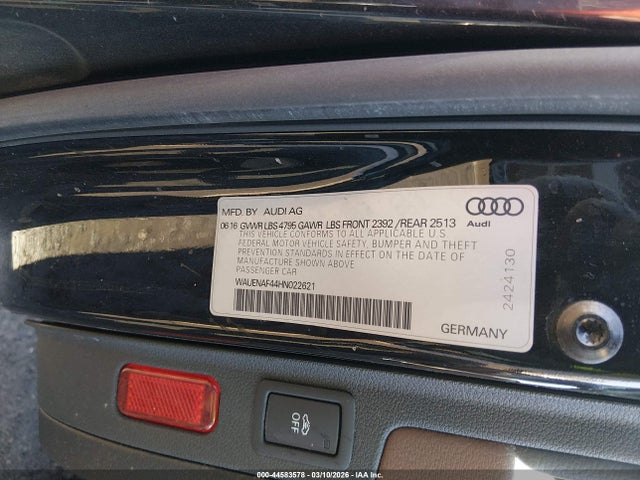 MFD. BY AUDI AG
06 16 GVWR LBS 4795 GAWR LBS FRONT 2392 / REAR 2513
THIS VEHICLE CONFORMS TO ALL APPLICABLE U.S
FEDERAL MOTOR VEHICLE SAFETY, BUMPER AND THEFT
PREVENTION STANDARDS IN EFFECT ON THE DATE OF
MANUFACTURE SHOWN ABOVE
PASSENGER CAR
WAUENAF44HN022621
Audi
2424130
GERMANY
OFF
000-44583578 - 03/10/2026 - IAA Inc.